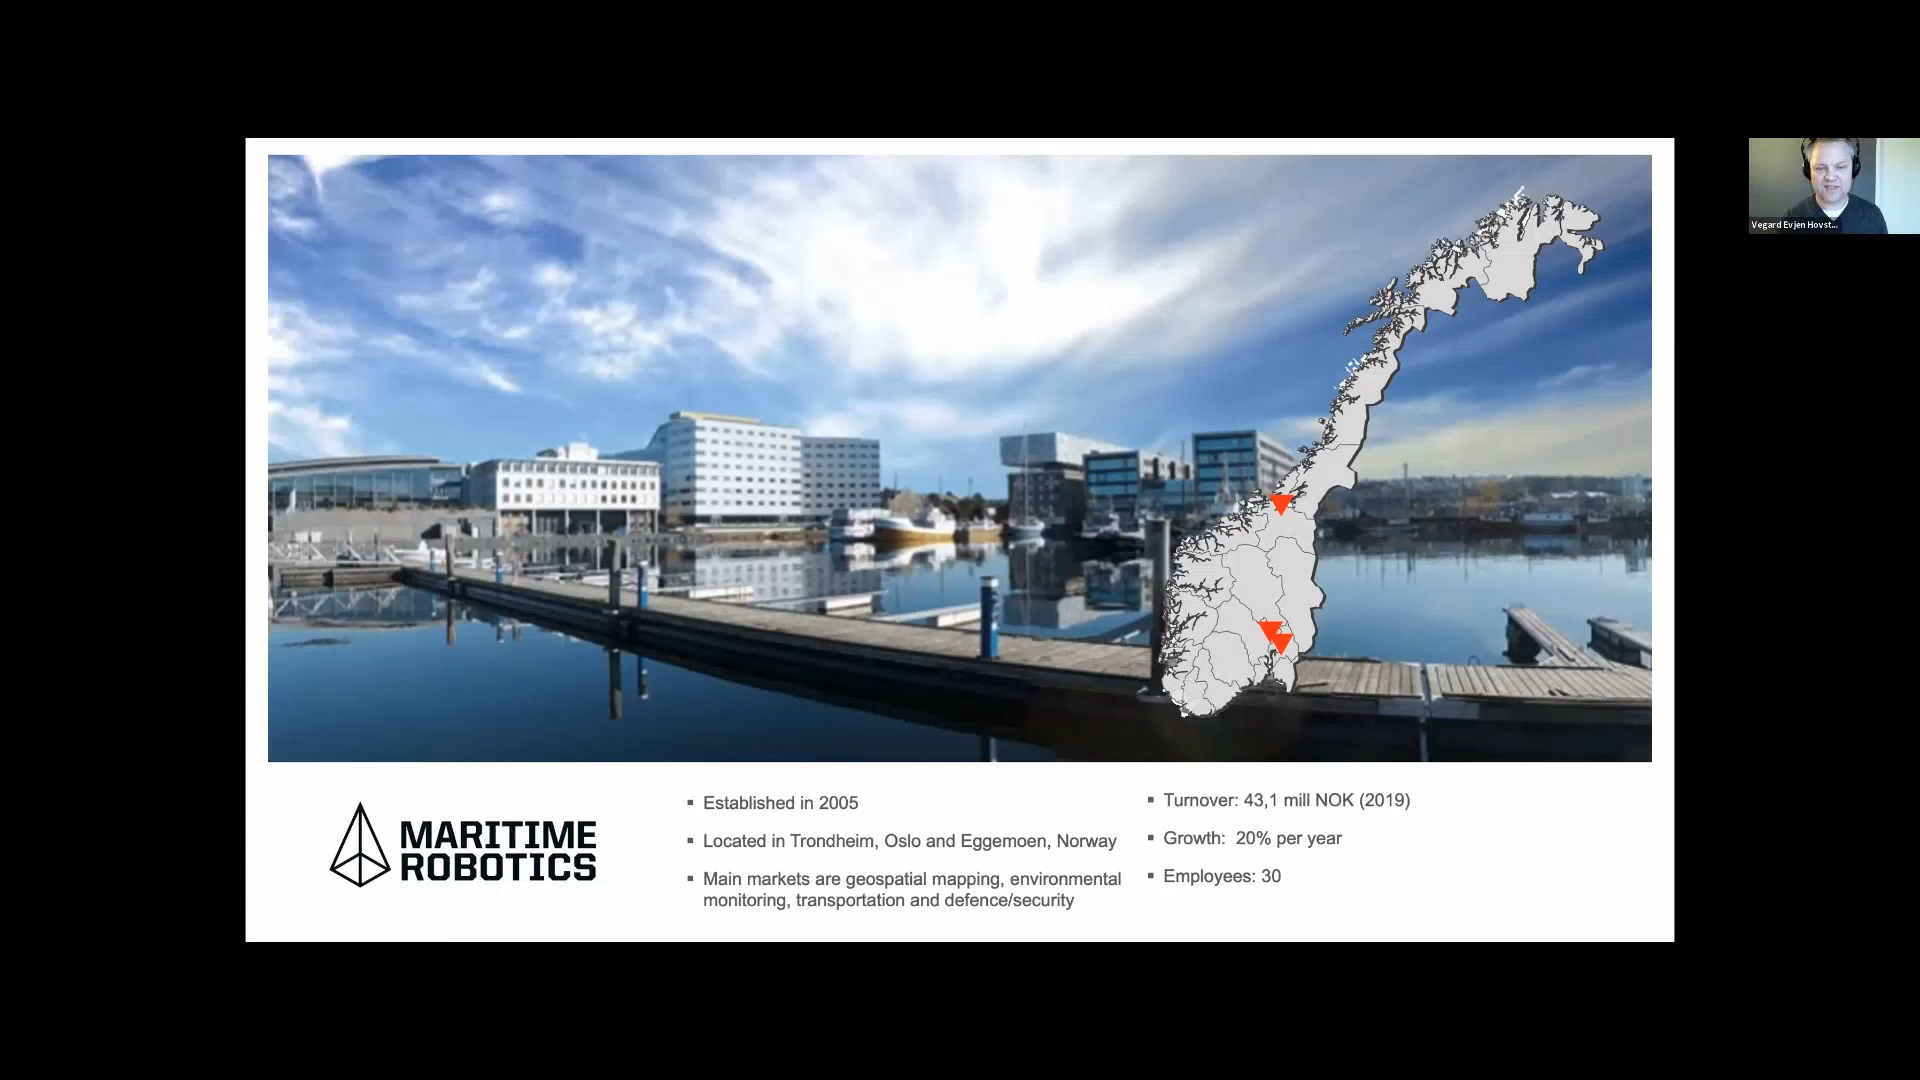 Vegard Evjen Hovst...
MARITIME
ROBOTICS
▪ Established in 2005
▪ Located in Trondheim, Oslo and Eggemoen, Norway
▪ Main markets are geospatial mapping, environmental
monitoring, transportation and defence/security
▪ Turnover: 43,1 mill NOK (2019)
▪ Growth:  20% per year
▪ Employees: 30